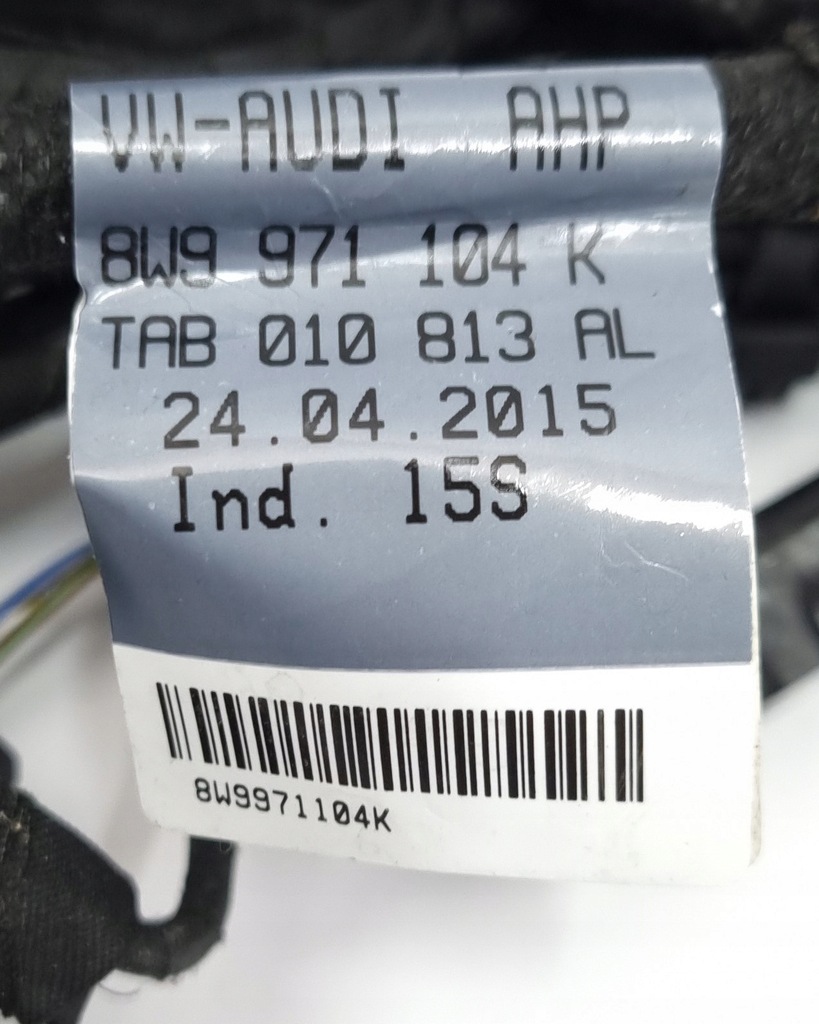 VW-AUDI AHP
8W9 971 104 K
TAB 010 813 AL
24.04.2015
Ind. 15S
8W9971104K